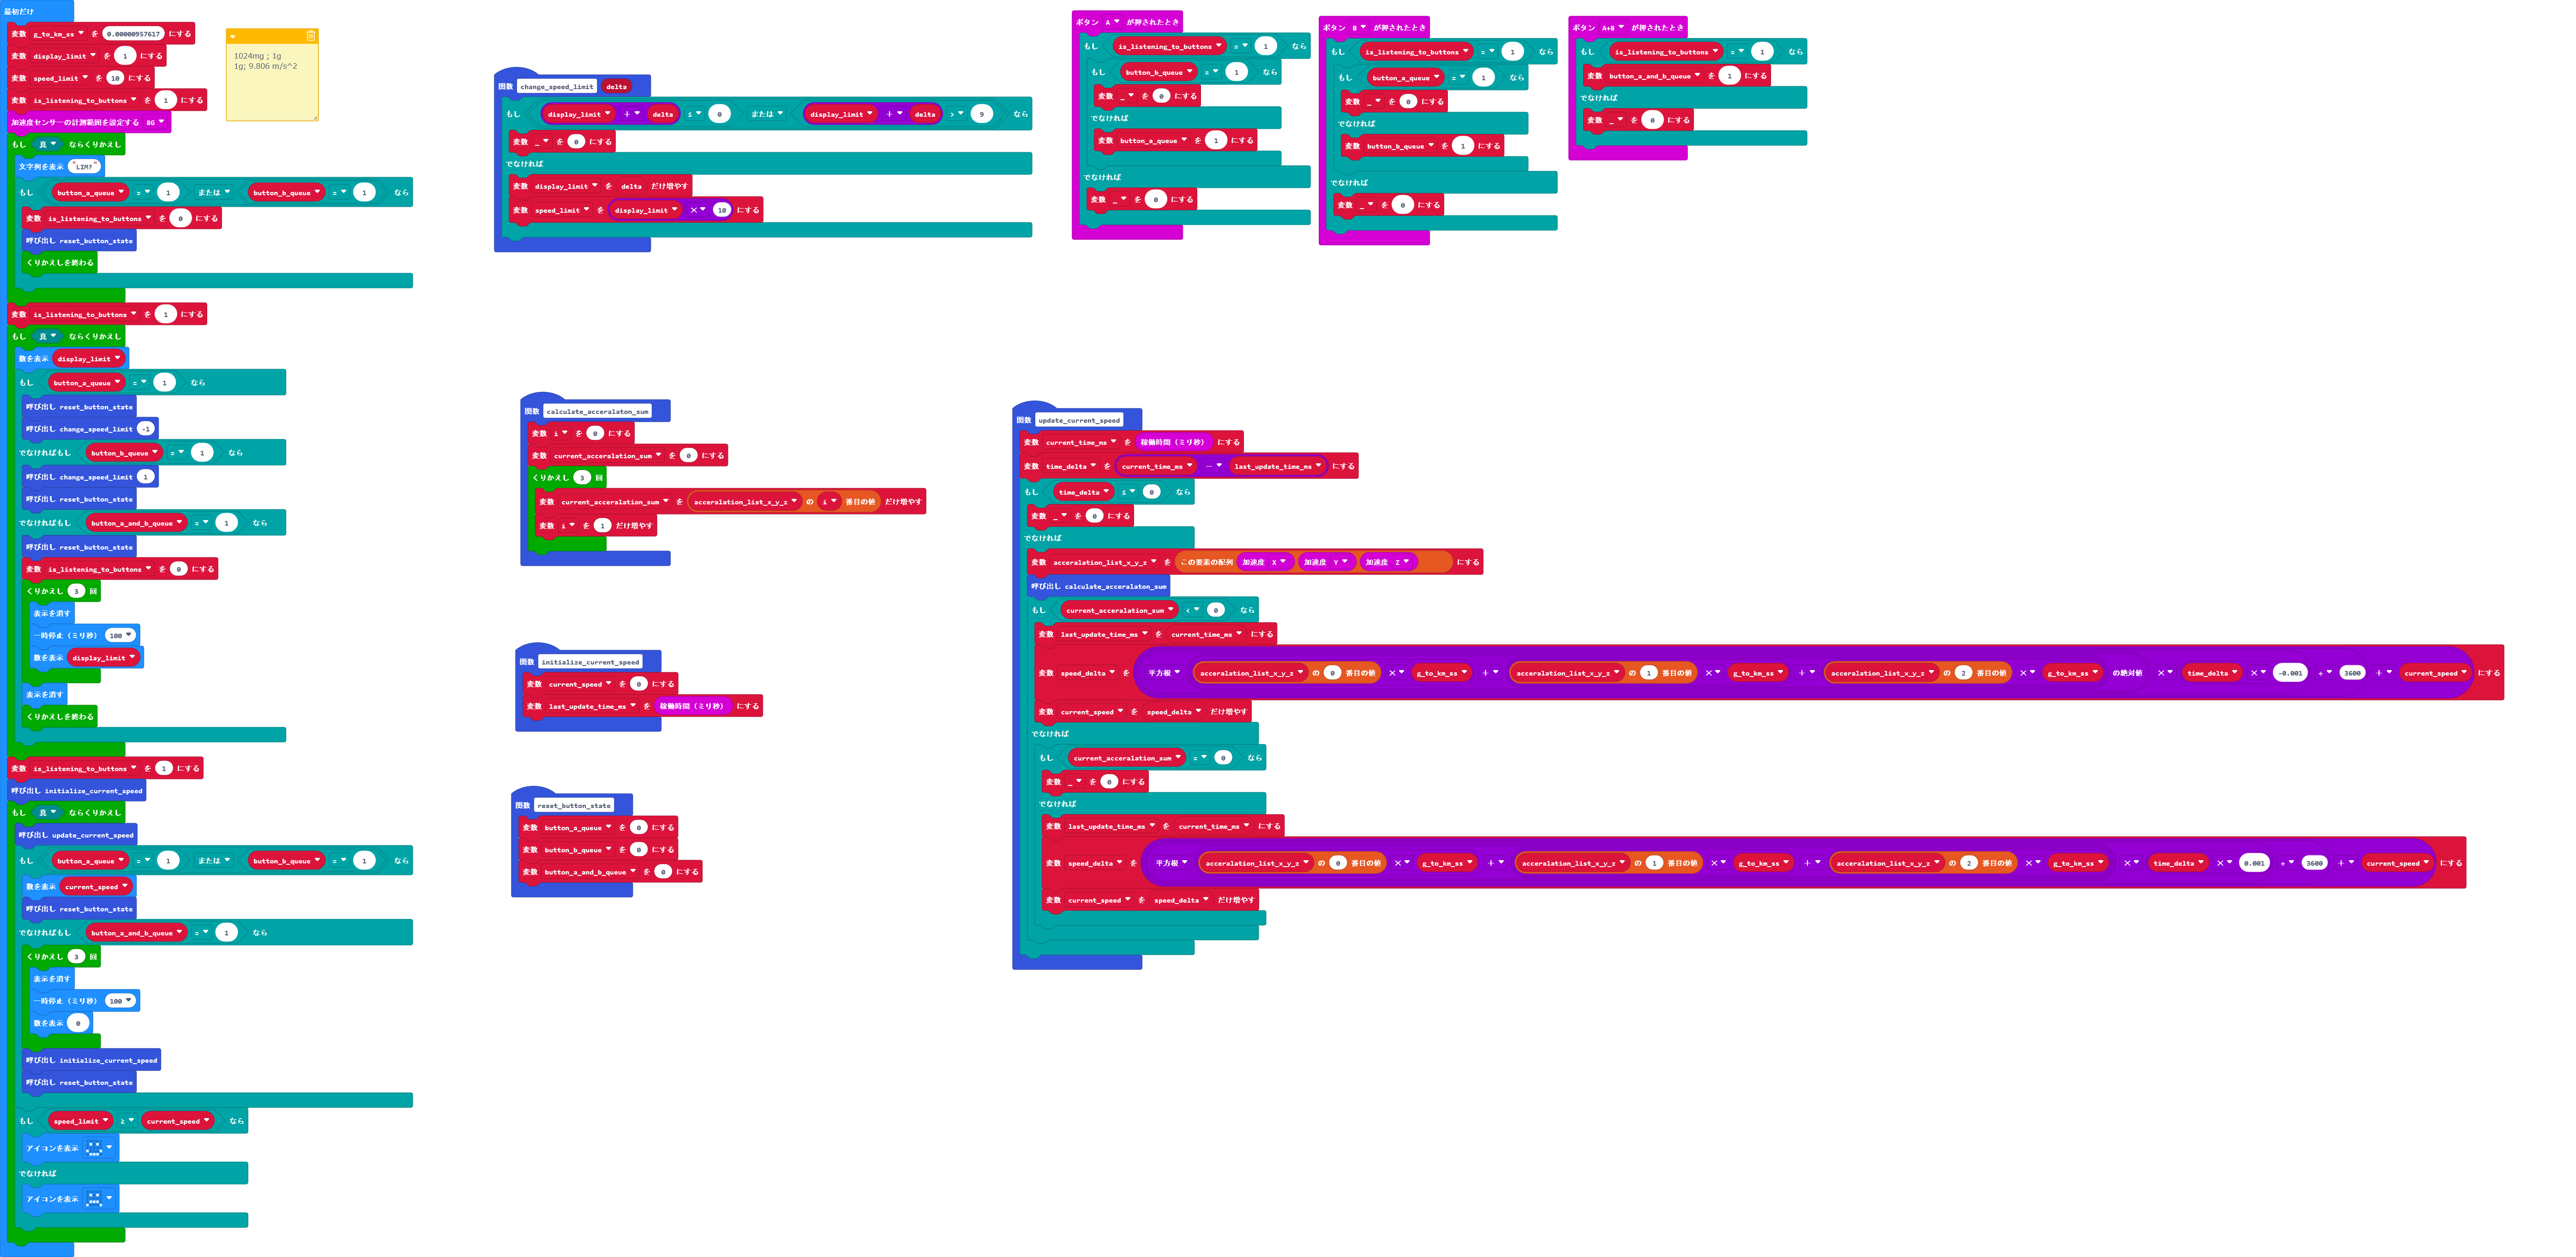 最初だけ
変数 g_to_km_ss を 0.00000957617 にする
変数 display_limit を 1 にする
変数 speed_limit を 10 にする
変数 is_listening_to_buttons を 1 にする
加速度センサーの計測範囲を設定する 8G
もし 真 ならくりかえし
文字列を表示 "LIM?"
もし button_a_queue = 1 または button_b_queue = 1 なら
変数 is_listening_to_buttons を 0 にする
呼び出し reset_button_state
くりかえしを終わる
変数 is_listening_to_buttons を 1 にする
もし 真 ならくりかえし
数を表示 display_limit
もし button_a_queue = 1 なら
呼び出し reset_button_state
呼び出し change_speed_limit -1
でなければもし button_b_queue = 1 なら
呼び出し change_speed_limit 1
呼び出し reset_button_state
でなければもし button_a_and_b_queue = 1 なら
呼び出し reset_button_state
変数 is_listening_to_buttons を 0 にする
くりかえし 3 回
表示を消す
一時停止（ミリ秒） 100
数を表示 display_limit
表示を消す
くりかえしを終わる
変数 is_listening_to_buttons を 1 にする
呼び出し initialize_current_speed
もし 真 ならくりかえし
呼び出し update_current_speed
もし button_a_queue = 1 または button_b_queue = 1 なら
数を表示 current_speed
呼び出し reset_button_state
でなければもし button_a_and_b_queue = 1 なら
くりかえし 3 回
表示を消す
一時停止（ミリ秒） 100
数を表示 0
呼び出し initialize_current_speed
呼び出し reset_button_state
もし speed_limit ≥ current_speed なら
アイコンを表示
でなければ
アイコンを表示
1024mg ; 1g
1g; 9.806 m/s^2
関数 change_speed_limit delta
もし display_limit + delta ≤ 0 または display_limit + delta > 9 なら
変数 _ を 0 にする
でなければ
変数 display_limit を delta だけ増やす
変数 speed_limit を display_limit × 10 にする
関数 calculate_acceralaton_sum
変数 i を 0 にする
変数 current_acceralation_sum を 0 にする
くりかえし 3 回
変数 current_acceralation_sum を acceralation_list_x_y_z の i 番目の値 だけ増やす
変数 i を 1 だけ増やす
関数 initialize_current_speed
変数 current_speed を 0 にする
変数 last_update_time_ms を 稼働時間（ミリ秒） にする
関数 reset_button_state
変数 button_a_queue を 0 にする
変数 button_b_queue を 0 にする
変数 button_a_and_b_queue を 0 にする
ボタン A が押されたとき
もし is_listening_to_buttons = 1 なら
もし button_b_queue = 1 なら
変数 _ を 0 にする
でなければ
変数 button_a_queue を 1 にする
でなければ
変数 _ を 0 にする
ボタン B が押されたとき
もし is_listening_to_buttons = 1 なら
もし button_a_queue = 1 なら
変数 _ を 0 にする
でなければ
変数 button_b_queue を 1 にする
でなければ
変数 _ を 0 にする
ボタン A+B が押されたとき
もし is_listening_to_buttons = 1 なら
変数 button_a_and_b_queue を 1 にする
でなければ
変数 _ を 0 にする
関数 update_current_speed
変数 current_time_ms を 稼働時間（ミリ秒） にする
変数 time_delta を current_time_ms - last_update_time_ms にする
もし time_delta ≤ 0 なら
変数 _ を 0 にする
でなければ
変数 acceralation_list_x_y_z を この要素の配列 加速度 X 加速度 Y 加速度 Z にする
呼び出し calculate_acceralaton_sum
もし current_acceralation_sum < 0 なら
変数 last_update_time_ms を current_time_ms にする
変数 speed_delta を 平方根 acceralation_list_x_y_z の 0 番目の値 × g_to_km_ss + acceralation_list_x_y_z の 1 番目の値 × g_to_km_ss + acceralation_list_x_y_z の 2 番目の値 × g_to_km_ss の絶対値 × time_delta × -0.001 ÷ 3600 + current_speed にする
変数 current_speed を speed_delta だけ増やす
でなければ
もし current_acceralation_sum = 0 なら
変数 _ を 0 にする
でなければ
変数 last_update_time_ms を current_time_ms にする
変数 speed_delta を 平方根 acceralation_list_x_y_z の 0 番目の値 × g_to_km_ss + acceralation_list_x_y_z の 1 番目の値 × g_to_km_ss + acceralation_list_x_y_z の 2 番目の値 × g_to_km_ss × time_delta × 0.001 ÷ 3600 + current_speed にする
変数 current_speed を speed_delta だけ増やす